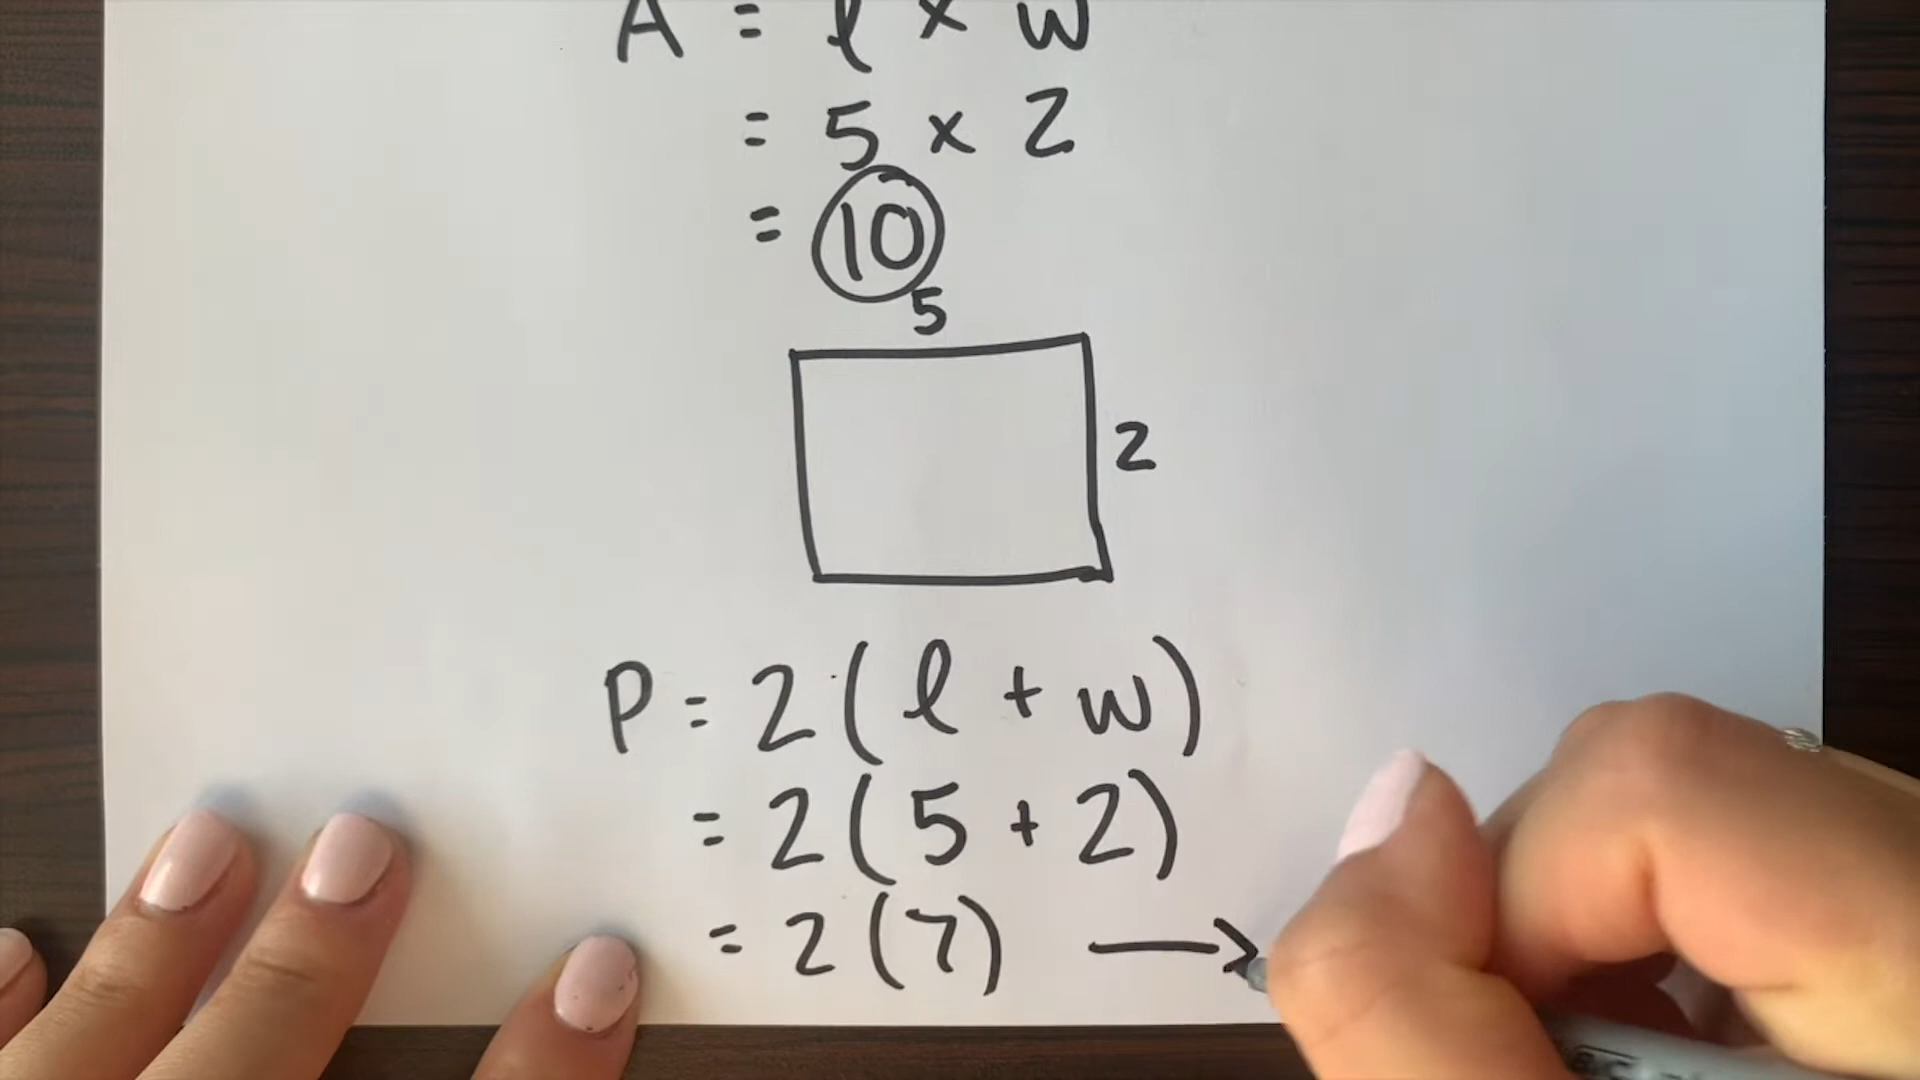 A = l x w
= 5 x 2
= 10
5
2
P = 2 ( l + w )
= 2 ( 5 + 2 )
= 2 ( 7 ) →